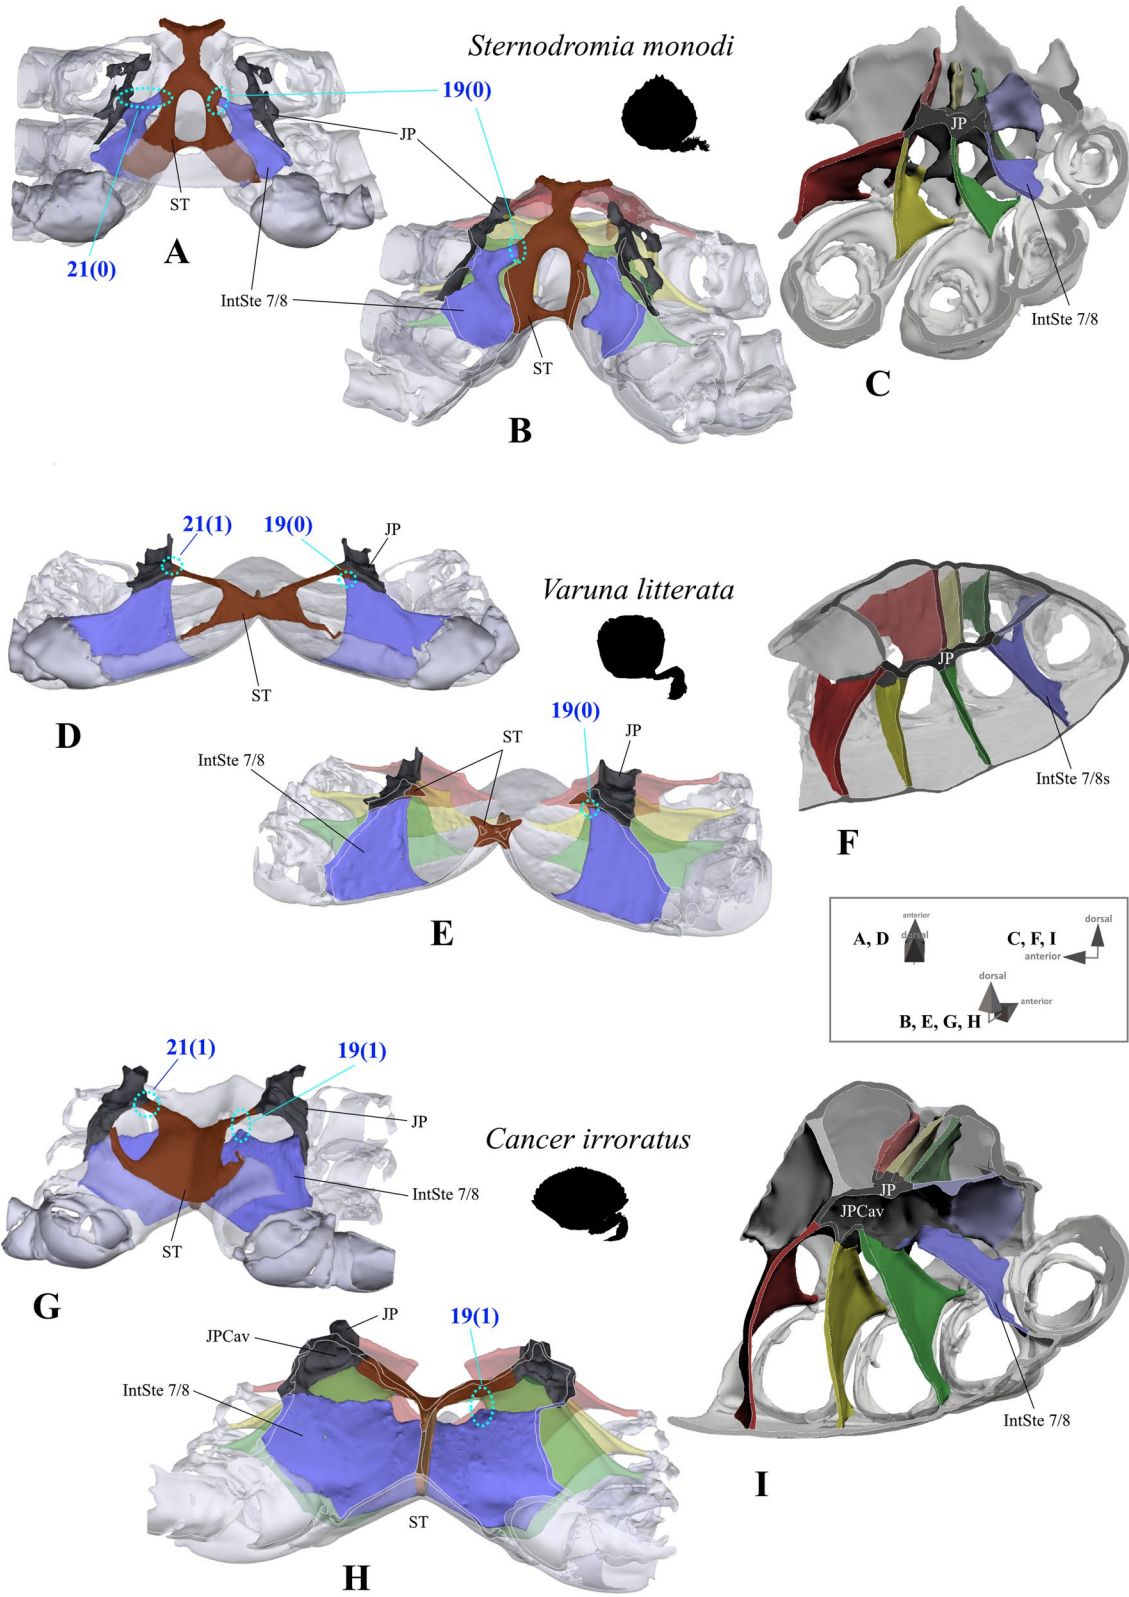 Sternodromia monodi
19(0)
JP
JP
ST
21(0)
A
IntSte 7/8
IntSte 7/8
ST
C
B
21(1)
19(0)
JP
Varuna litterata
ST
JP
D
19(0)
ST
JP
IntSte 7/8
IntSte 7/8s
F
E
anterior
dorsal
A, D
dorsal
C, F, I
anterior
dorsal
anterior
B, E, G, H
21(1)
19(1)
JP
Cancer irroratus
IntSte 7/8
JP
JPCav
ST
G
JP
19(1)
JPCav
IntSte 7/8
IntSte 7/8
I
ST
H